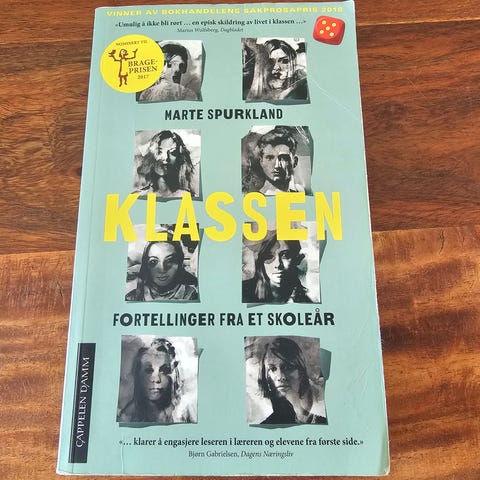 VINNER AV BOKHANDELENS SAKPROSAPRIS 2018
«Umulig å ikke bli rørt ... en episk skildring av livet i klassen ...»
Marius Wulfsberg, Dagbladet
NOMINERT TIL
BRAGE-
PRISEN
2017
MARTE SPURKLAND
KLASSEN
FORTELLINGER FRA ET SKOLEÅR
CAPPELEN DAMM
«... klarer å engasjere leseren i læreren og elevene fra første side.»
Bjørn Gabrielsen, Dagens Næringsliv